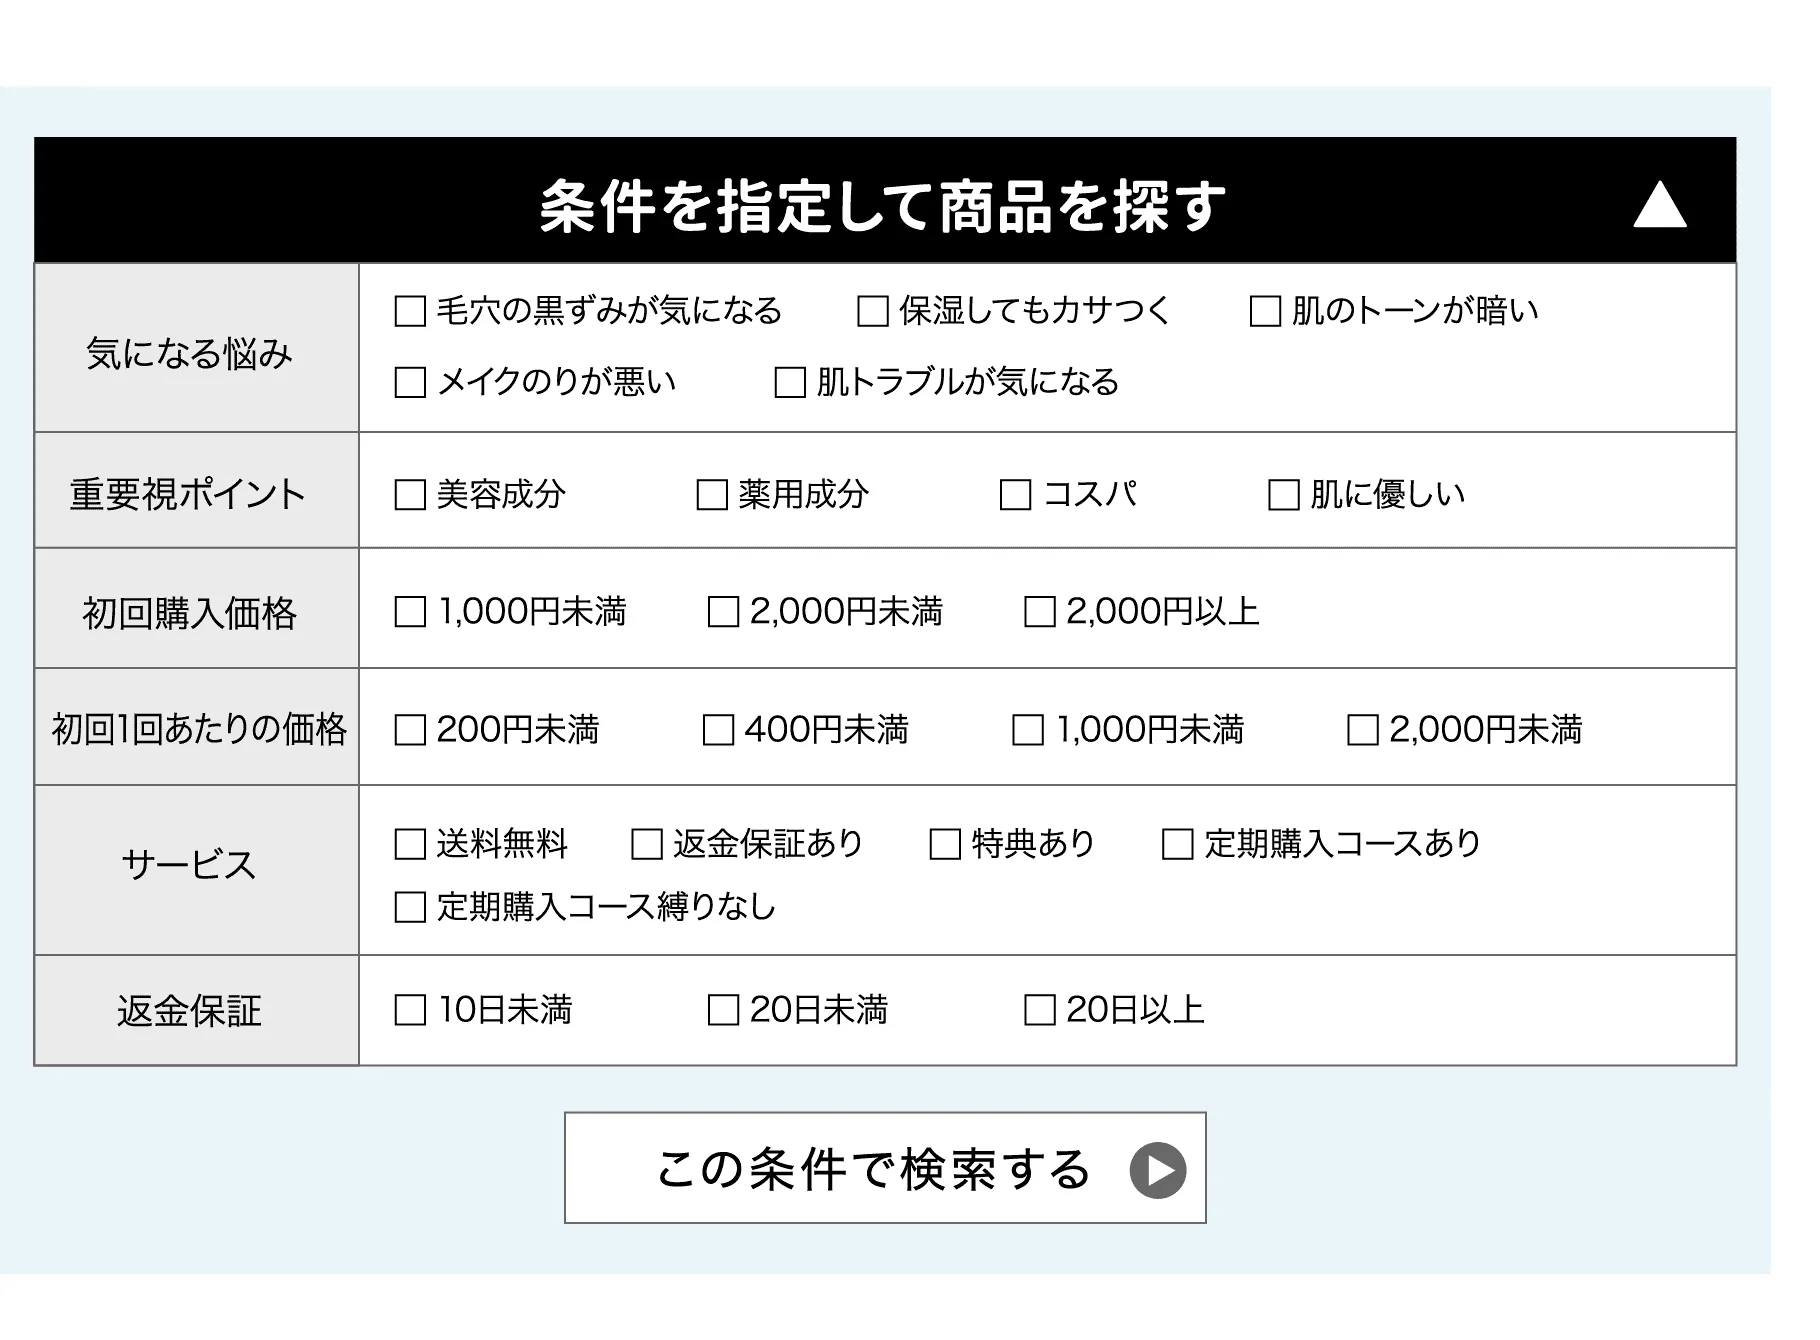 条件を指定して商品を探す
気になる悩み
毛穴の黒ずみが気になる 保湿してもカサつく 肌のトーンが暗い
メイクのりが悪い 肌トラブルが気になる
重要視ポイント
美容成分 薬用成分 コスパ 肌に優しい
初回購入価格
1,000円未満 2,000円未満 2,000円以上
初回1回あたりの価格
200円未満 400円未満 1,000円未満 2,000円未満
サービス
送料無料 返金保証あり 特典あり 定期購入コースあり
定期購入コース縛りなし
返金保証
10日未満 20日未満 20日以上
この条件で検索する